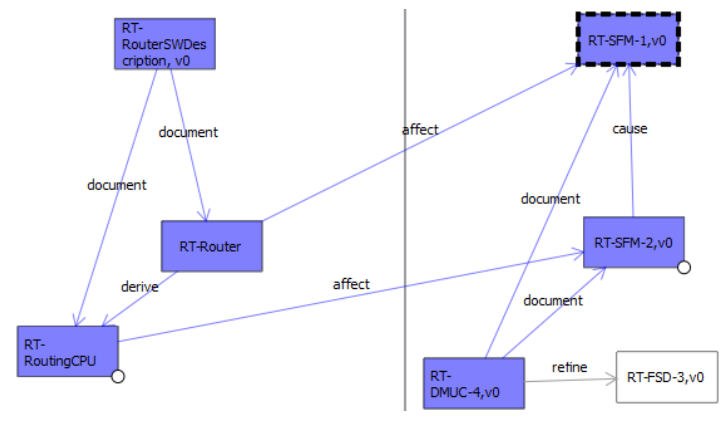 RT-
RouterSWDes
cription, v0
RT-SFM-1,v0
document
affect
cause
document
document
RT-Router
RT-SFM-2,v0
derive
affect
document
RT-
RoutingCPU
RT-
DMUC-4,v0
refine
RT-FSD-3,v0